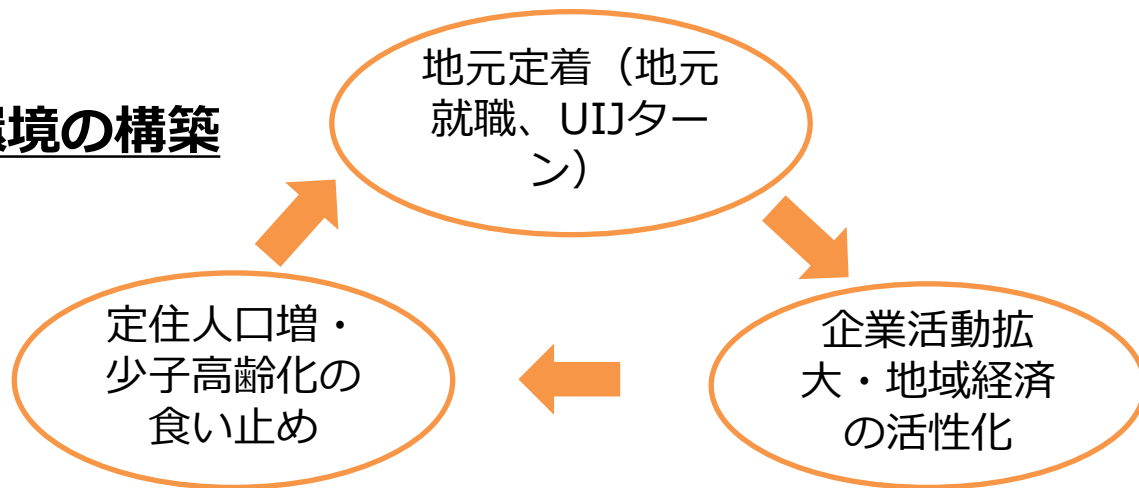 地元定着（地元
就職、UIJター
ン）
境の構築
定住人口増・
少子高齢化の
食い止め
企業活動拡
大・地域経済
の活性化